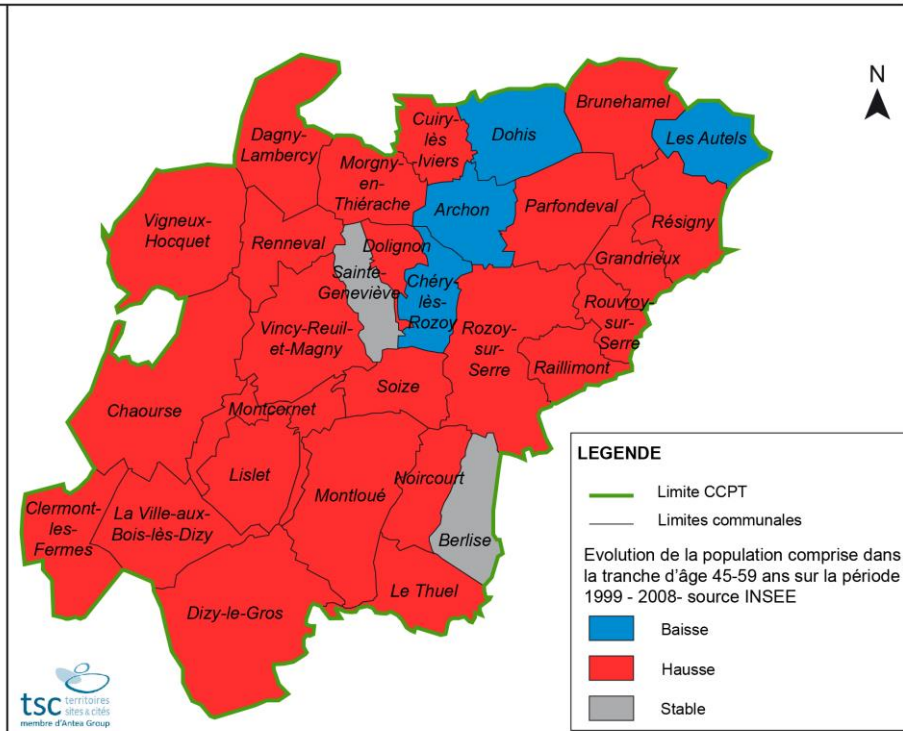 N
Brunehamel
Cuiry-
lès
Iviers
Dohis
Les Autels
Dagny-
Lambercy
Morgny-
en-
Thiérache
Archon
Parfondeval
Résigny
Vigneux-
Hocquet
Renneval
Dolignon
Grandrieux
Sainte-
Geneviève
Chéry-
lès-
Rozoy
Rouvroy-
sur-
Serre
Vincy-Reuil-
et-Magny
Rozoy-
sur-
Serre
Raillimont
Soize
Chaourse
Montcornet
Lislet
Montloué
Noircourt
Clermont-
les-
Fermes
La Ville-aux-
Bois-lès-Dizy
Berlise
Le Thuel
Dizy-le-Gros
LEGENDE
Limite CCPT
Limites communales
Evolution de la population comprise dans
la tranche d'âge 45-59 ans sur la période
1999 - 2008- source INSEE
Baisse
Hausse
Stable
tsc territoires
sites & cités
membre d'Antea Group